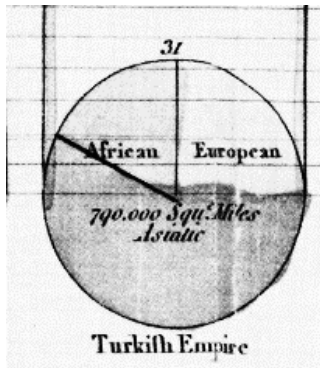 31
African European
790.000 Squ.ᵉ Miles
Asiatic
Turkiſh Empire